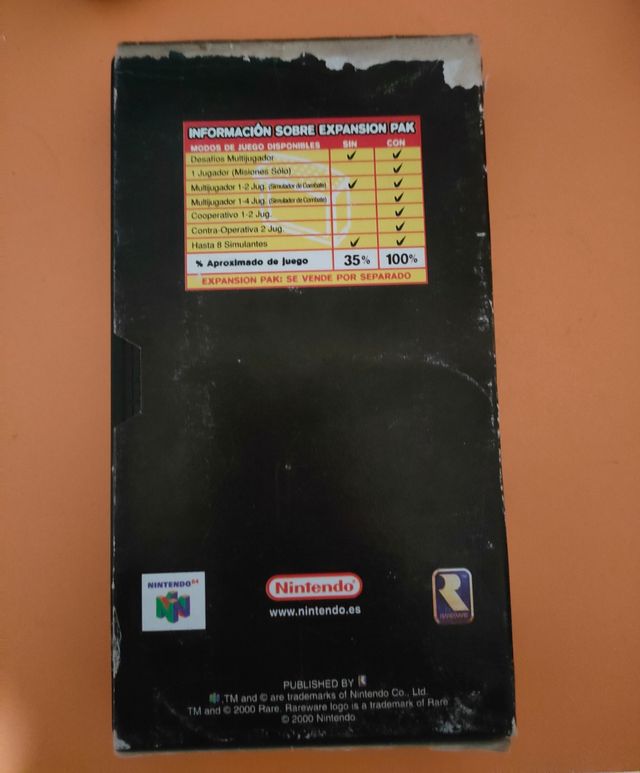 INFORMACIÓN SOBRE EXPANSION PAK
MODOS DE JUEGO DISPONIBLES SIN CON
Desafíos Multijugador ✓ ✓
1 Jugador (Misiones Sólo) ✓
Multijugador 1-2 Jug. (Simulador de Combate) ✓ ✓
Multijugador 1-4 Jug. (Simulador de Combate) ✓
Cooperativo 1-2 Jug. ✓
Contra-Operativa 2 Jug. ✓
Hasta 8 Simulantes ✓ ✓
% Aproximado de juego 35% 100%
EXPANSION PAK: SE VENDE POR SEPARADO
NINTENDO 64
Nintendo
www.nintendo.es
R
RAREWARE
PUBLISHED BY
, TM and © are trademarks of Nintendo Co., Ltd.
TM and © 2000 Rare. Rareware logo is a trademark of Rare
© 2000 Nintendo.